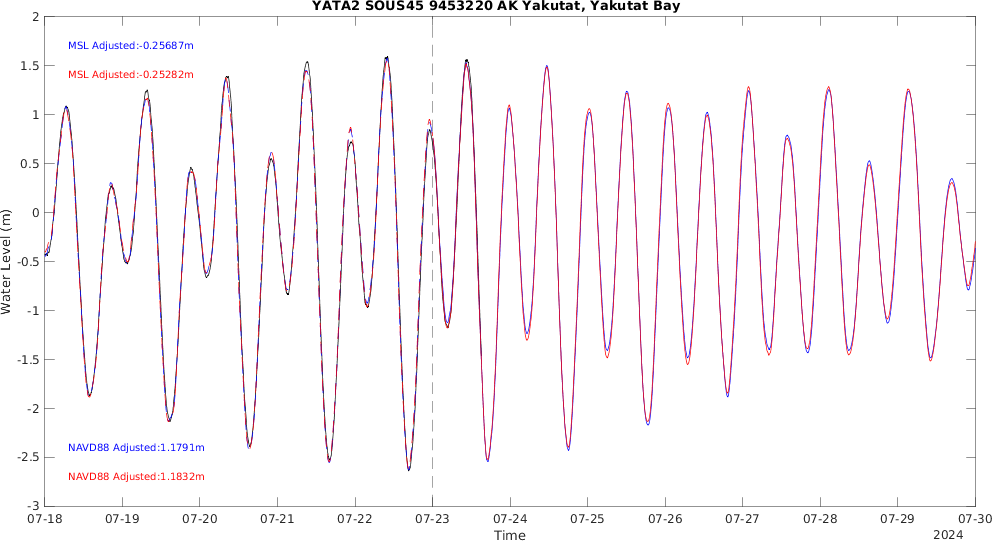 YATA2 SOUS45 9453220 AK Yakutat, Yakutat Bay
MSL Adjusted:-0.25687m
MSL Adjusted:-0.25282m
NAVD88 Adjusted:1.1791m
NAVD88 Adjusted:1.1832m
Water Level (m)
2
1.5
1
0.5
0
-0.5
-1
-1.5
-2
-2.5
-3
07-18 07-19 07-20 07-21 07-22 07-23 07-24 07-25 07-26 07-27 07-28 07-29 07-30
Time
2024